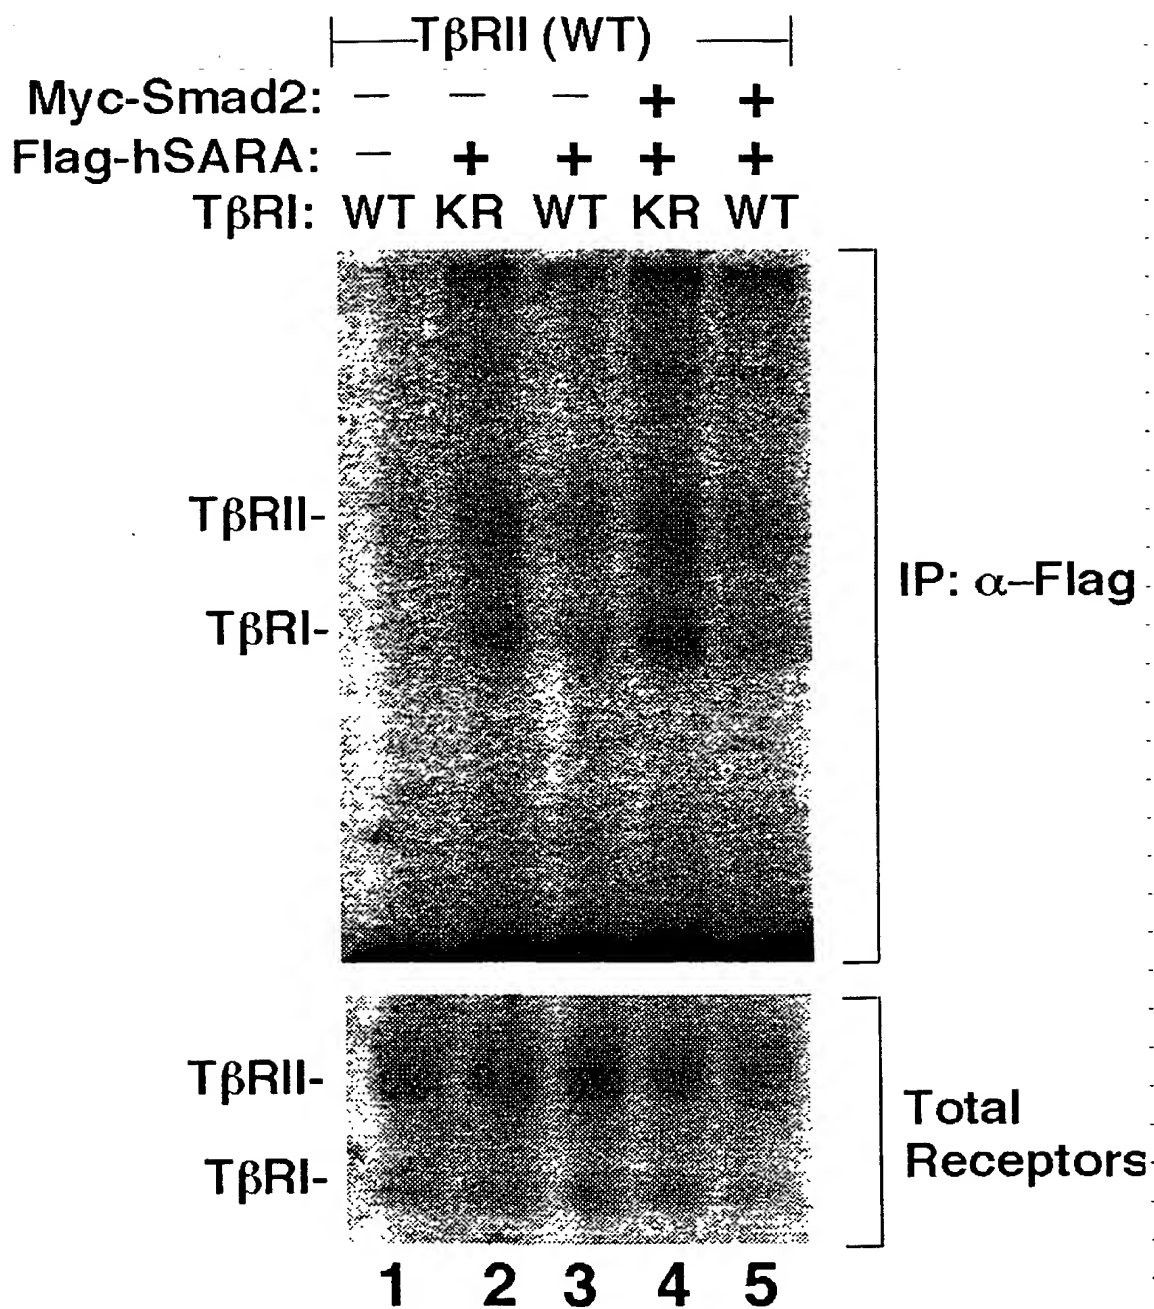 TβRII (WT)
Myc-Smad2: – – – + +
Flag-hSARA: – + + + +
TβRI: WT KR WT KR WT
TβRII-
TβRI-
IP: α–Flag
TβRII-
TβRI-
Total
Receptors
1 2 3 4 5